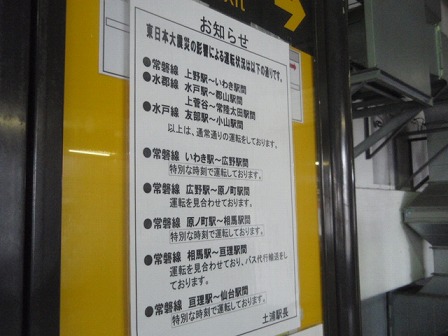 お知らせ
東日本大震災の影響による運転状況は以下の通りです。
●常磐線 上野駅～いわき駅間
●水郡線 水戸駅～郡山駅間
上菅谷～常陸太田駅間
●水戸線 友部駅～小山駅間
以上は、通常通りの運転をしております。
●常磐線 いわき駅～広野駅間
特別な時刻で運転しております。
●常磐線 広野駅～原ノ町駅間
運転を見合わせております。
●常磐線 原ノ町駅～相馬駅間
特別な時刻で運転しております。
●常磐線 相馬駅～亘理駅間
運転を見合わせており、バス代行輸送をし
ております。
●常磐線 亘理駅～仙台駅間
特別な時刻で運転しております。
土浦駅長